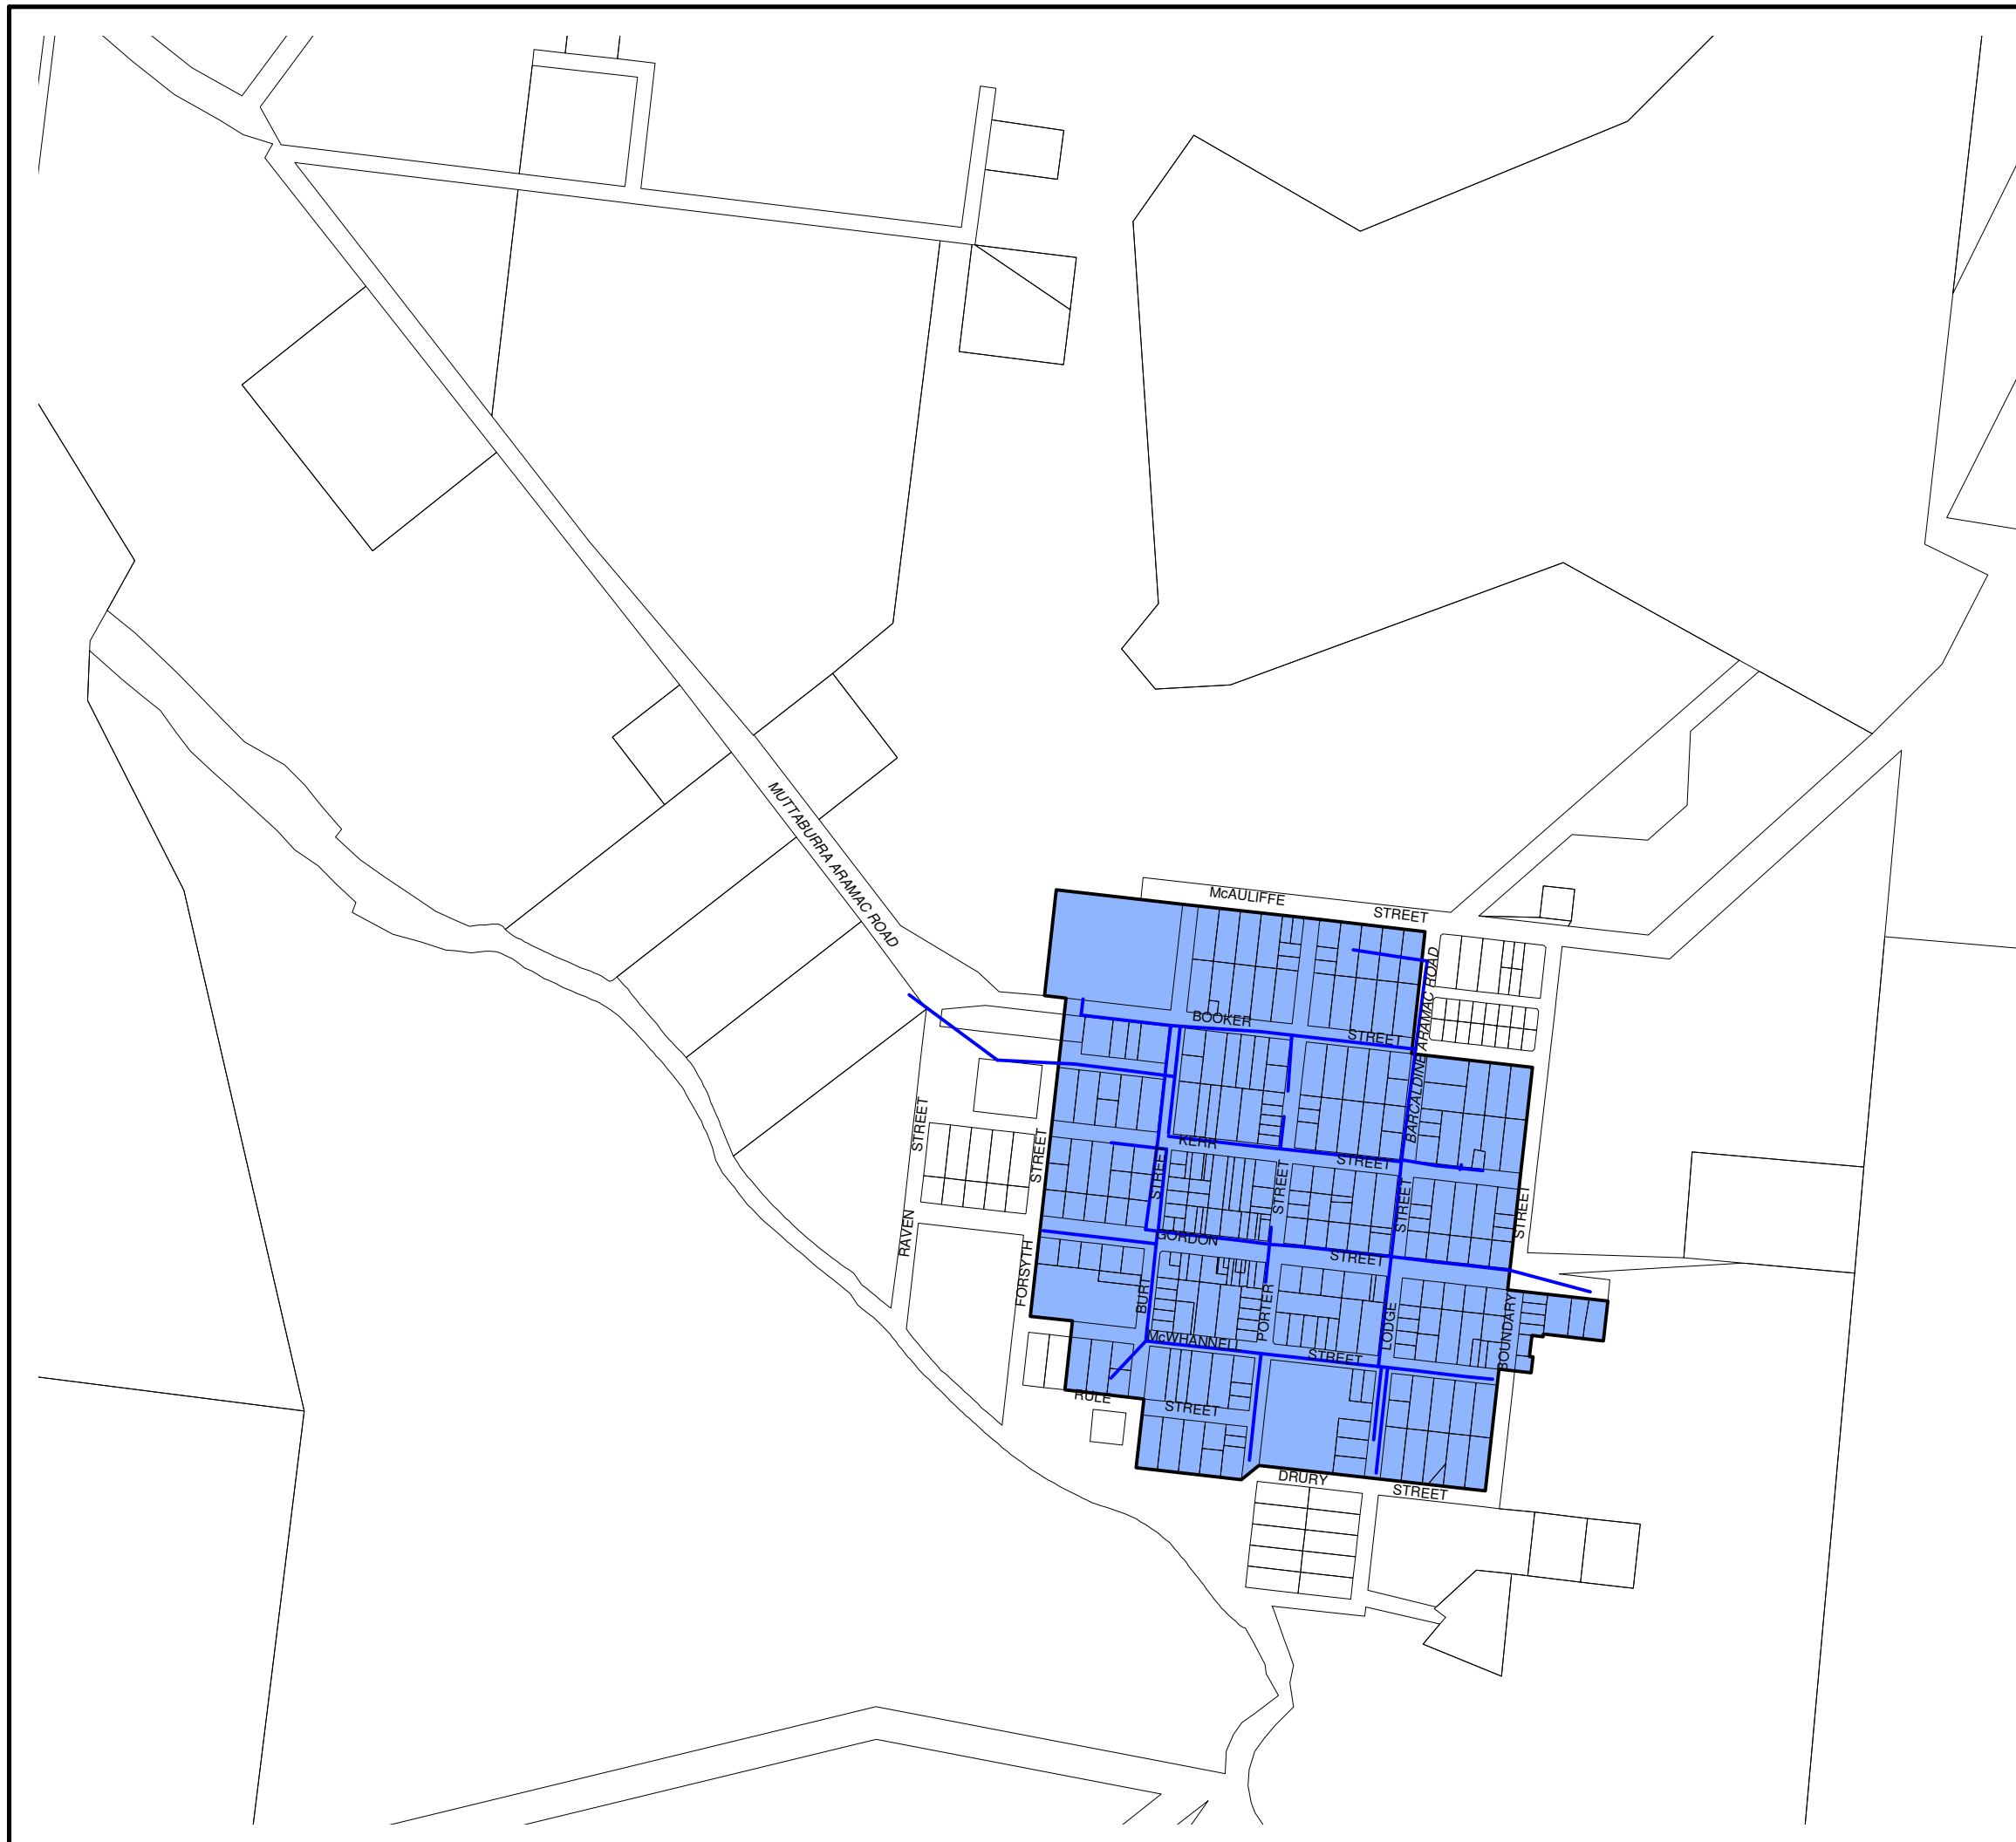 MUTTABURRA ARAMAC ROAD
McAULIFFE
STREET
BARCALDINE ARAMAC ROAD
BOOKER
STREET
KERR
STREET
STREET
STREET
STREET
STREET
STREET
STREET
GORDON
STREET
RAVEN
FORSYTH
BURT
PORTER
LODGE
BOUNDARY
McWHANNELL
STREET
RULE
STREET
DRURY
STREET